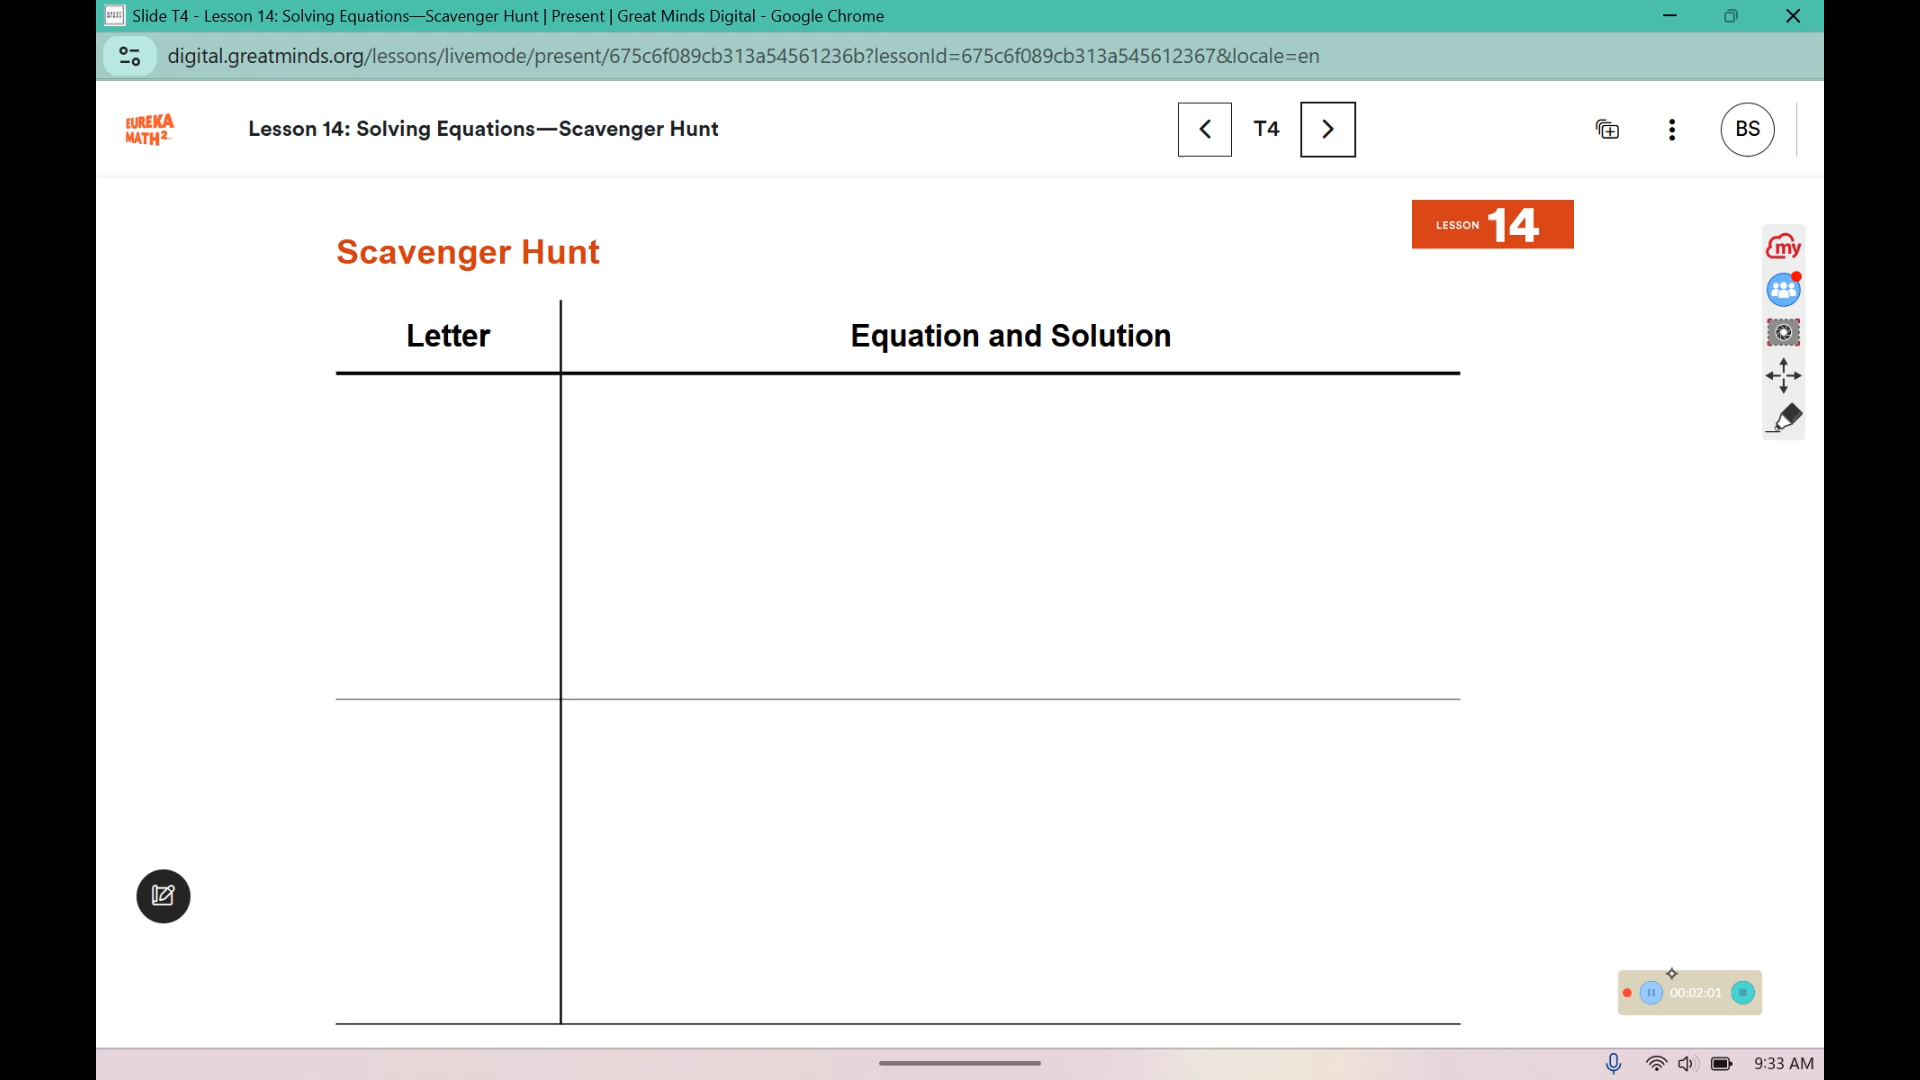 Slide T4 - Lesson 14: Solving Equations—Scavenger Hunt | Present | Great Minds Digital - Google Chrome
digital.greatminds.org/lessons/livemode/present/675c6f089cb313a54561236b?lessonId=675c6f089cb313a545612367&locale=en
EUREKA
MATH²
Lesson 14: Solving Equations—Scavenger Hunt
T4
BS
LESSON 14
my
Scavenger Hunt
Letter
Equation and Solution
00:02:01
9:33 AM